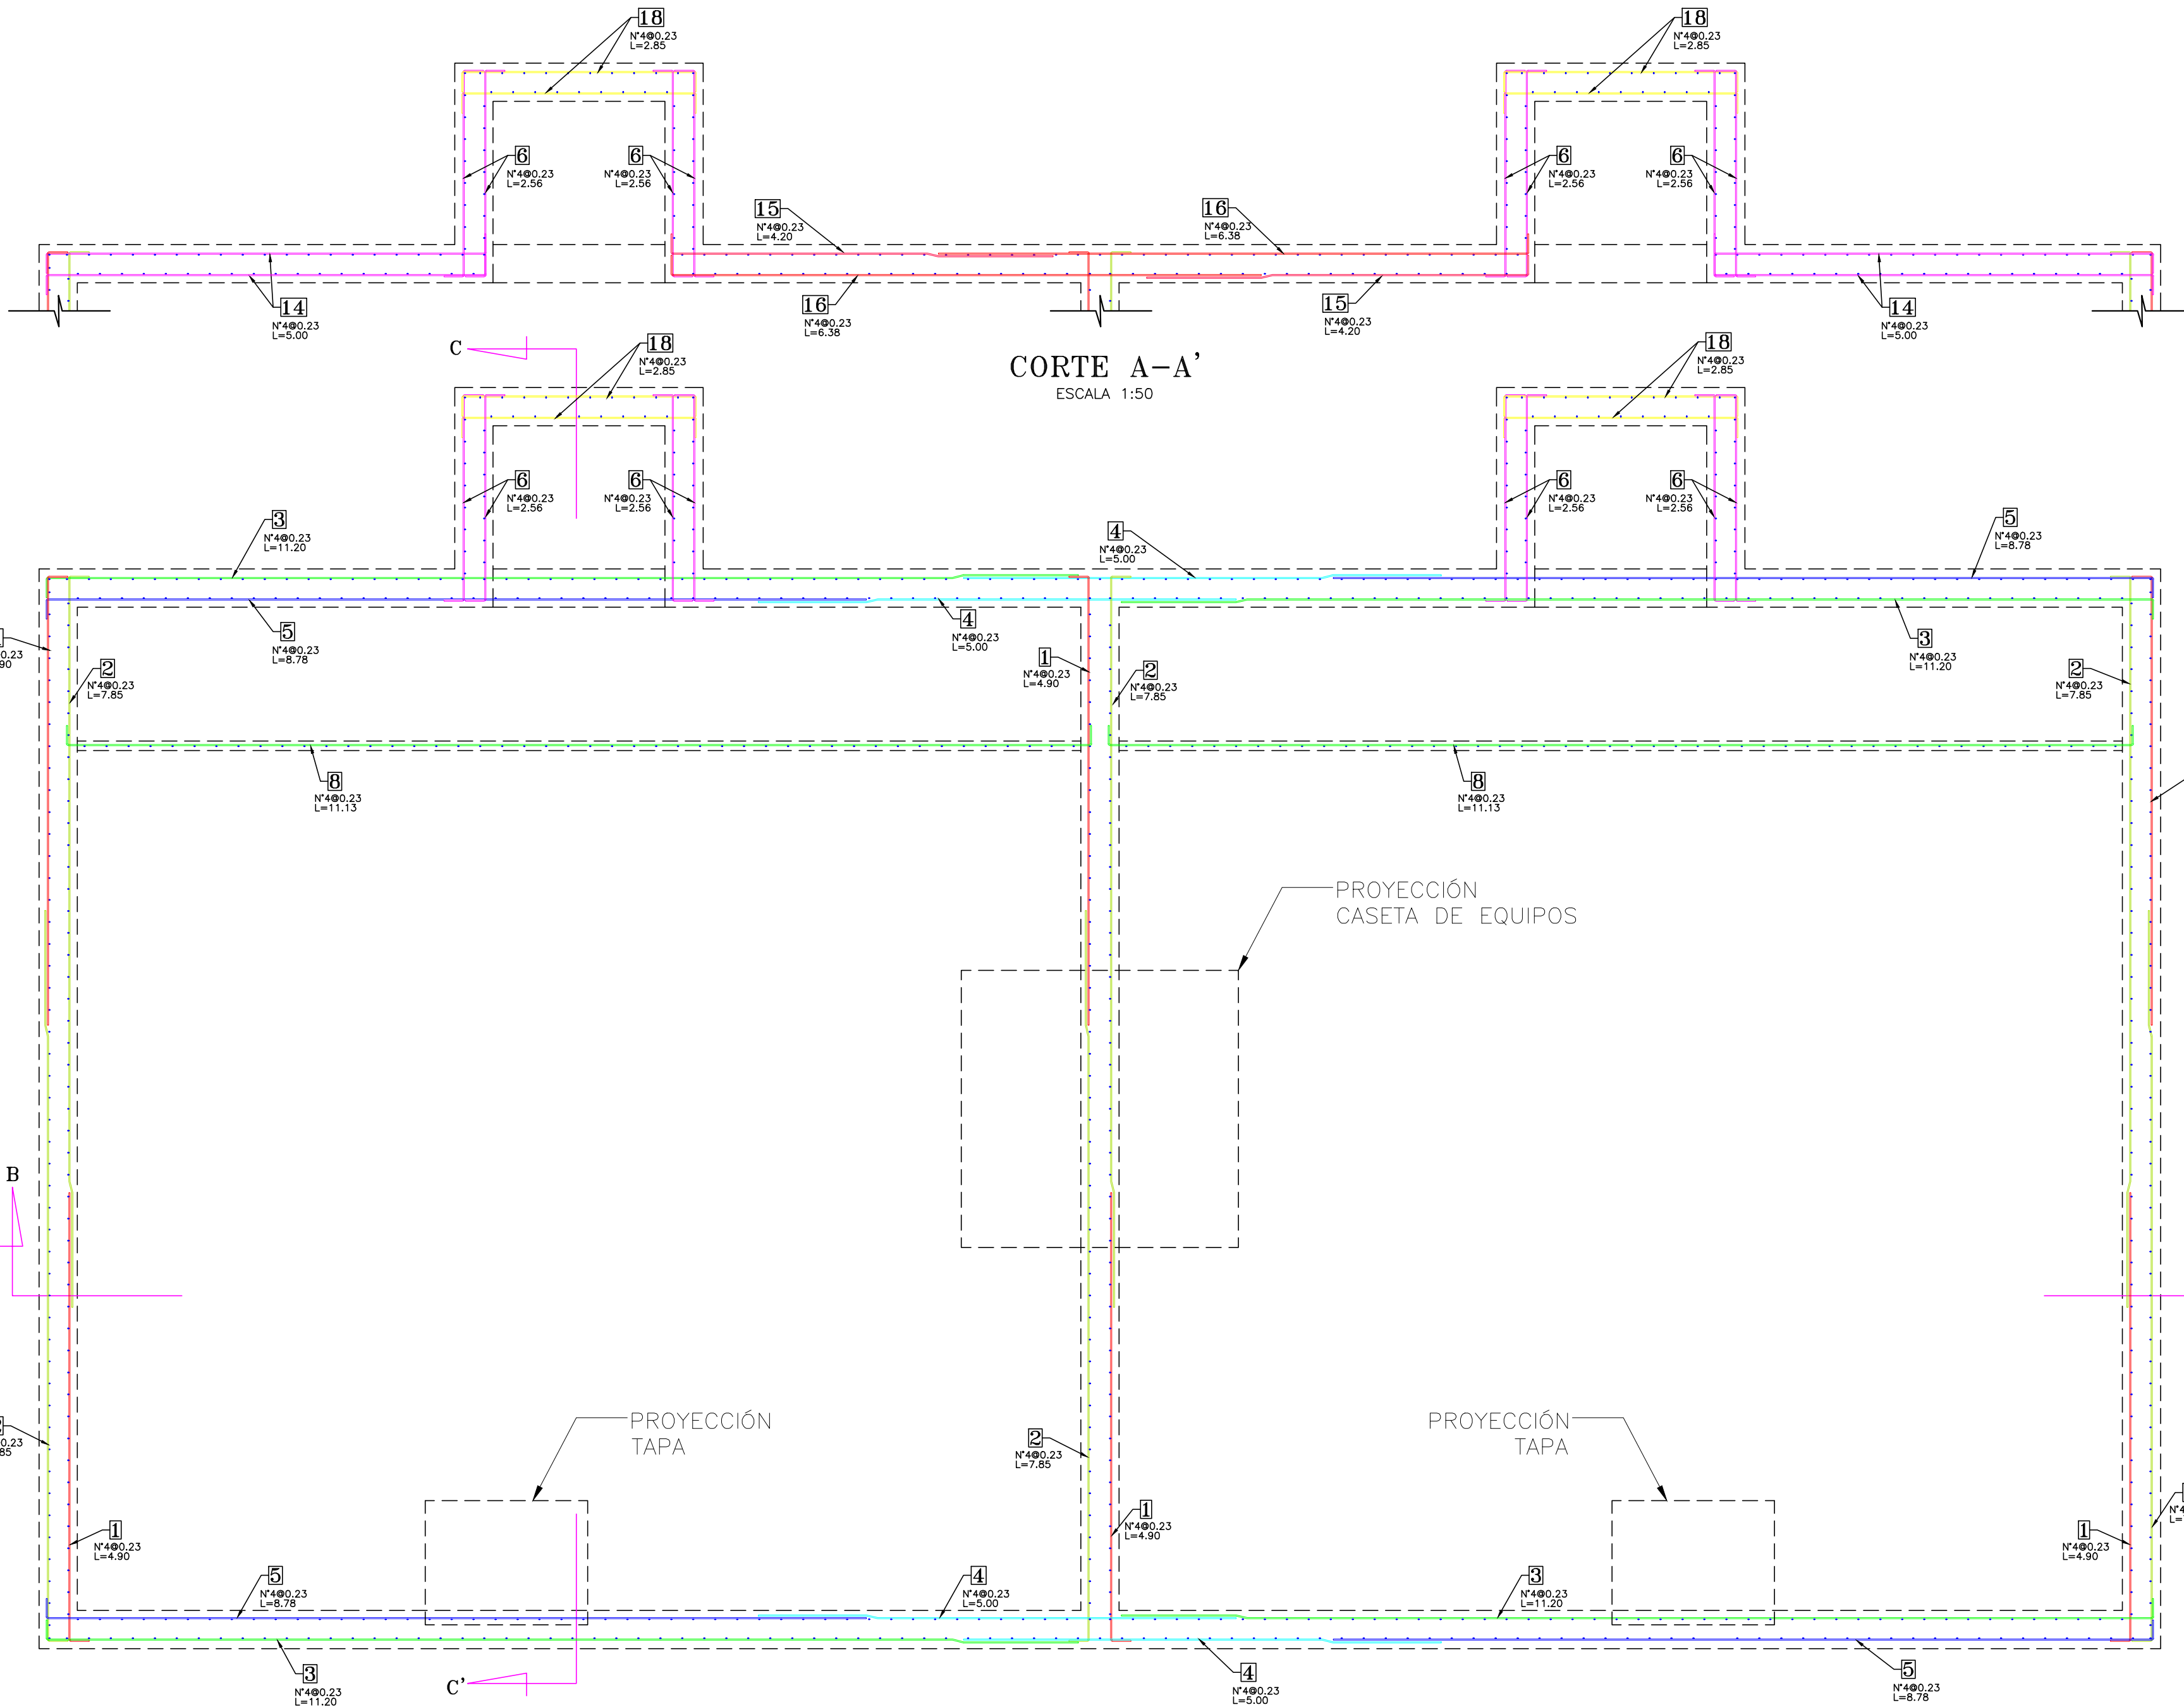 18
N°4@0.23
L=2.85
18
N°4@0.23
L=2.85
6
N°4@0.23
L=2.56
6
N°4@0.23
L=2.56
6
N°4@0.23
L=2.56
6
N°4@0.23
L=2.56
15
N°4@0.23
L=4.20
16
N°4@0.23
L=6.38
14
N°4@0.23
L=5.00
16
N°4@0.23
L=6.38
15
N°4@0.23
L=4.20
14
N°4@0.23
L=5.00
CORTE A-A'
ESCALA 1:50
C
18
N°4@0.23
L=2.85
18
N°4@0.23
L=2.85
6
N°4@0.23
L=2.56
6
N°4@0.23
L=2.56
6
N°4@0.23
L=2.56
6
N°4@0.23
L=2.56
3
N°4@0.23
L=11.20
4
N°4@0.23
L=5.00
5
N°4@0.23
L=8.78
5
N°4@0.23
L=8.78
4
N°4@0.23
L=5.00
3
N°4@0.23
L=11.20
2
N°4@0.23
L=7.85
1
N°4@0.23
L=4.90
2
N°4@0.23
L=7.85
2
N°4@0.23
L=7.85
8
N°4@0.23
L=11.13
8
N°4@0.23
L=11.13
PROYECCIÓN
CASETA DE EQUIPOS
B
PROYECCIÓN
TAPA
PROYECCIÓN
TAPA
2
N°4@0.23
L=7.85
1
N°4@0.23
L=4.90
1
N°4@0.23
L=4.90
1
N°4@0.23
L=4.90
5
N°4@0.23
L=8.78
4
N°4@0.23
L=5.00
3
N°4@0.23
L=11.20
3
N°4@0.23
L=11.20
C'
4
N°4@0.23
L=5.00
5
N°4@0.23
L=8.78